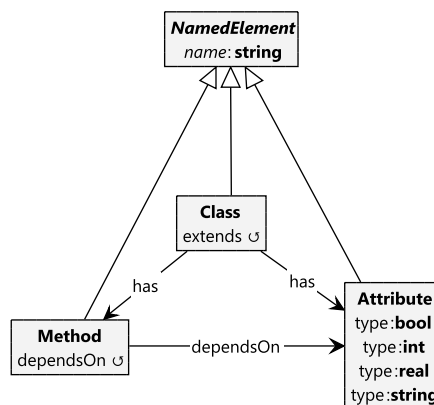 NamedElement
name:string
Class
extends ↺
has
has
Method
dependsOn ↺
dependsOn
Attribute
type:bool
type:int
type:real
type:string